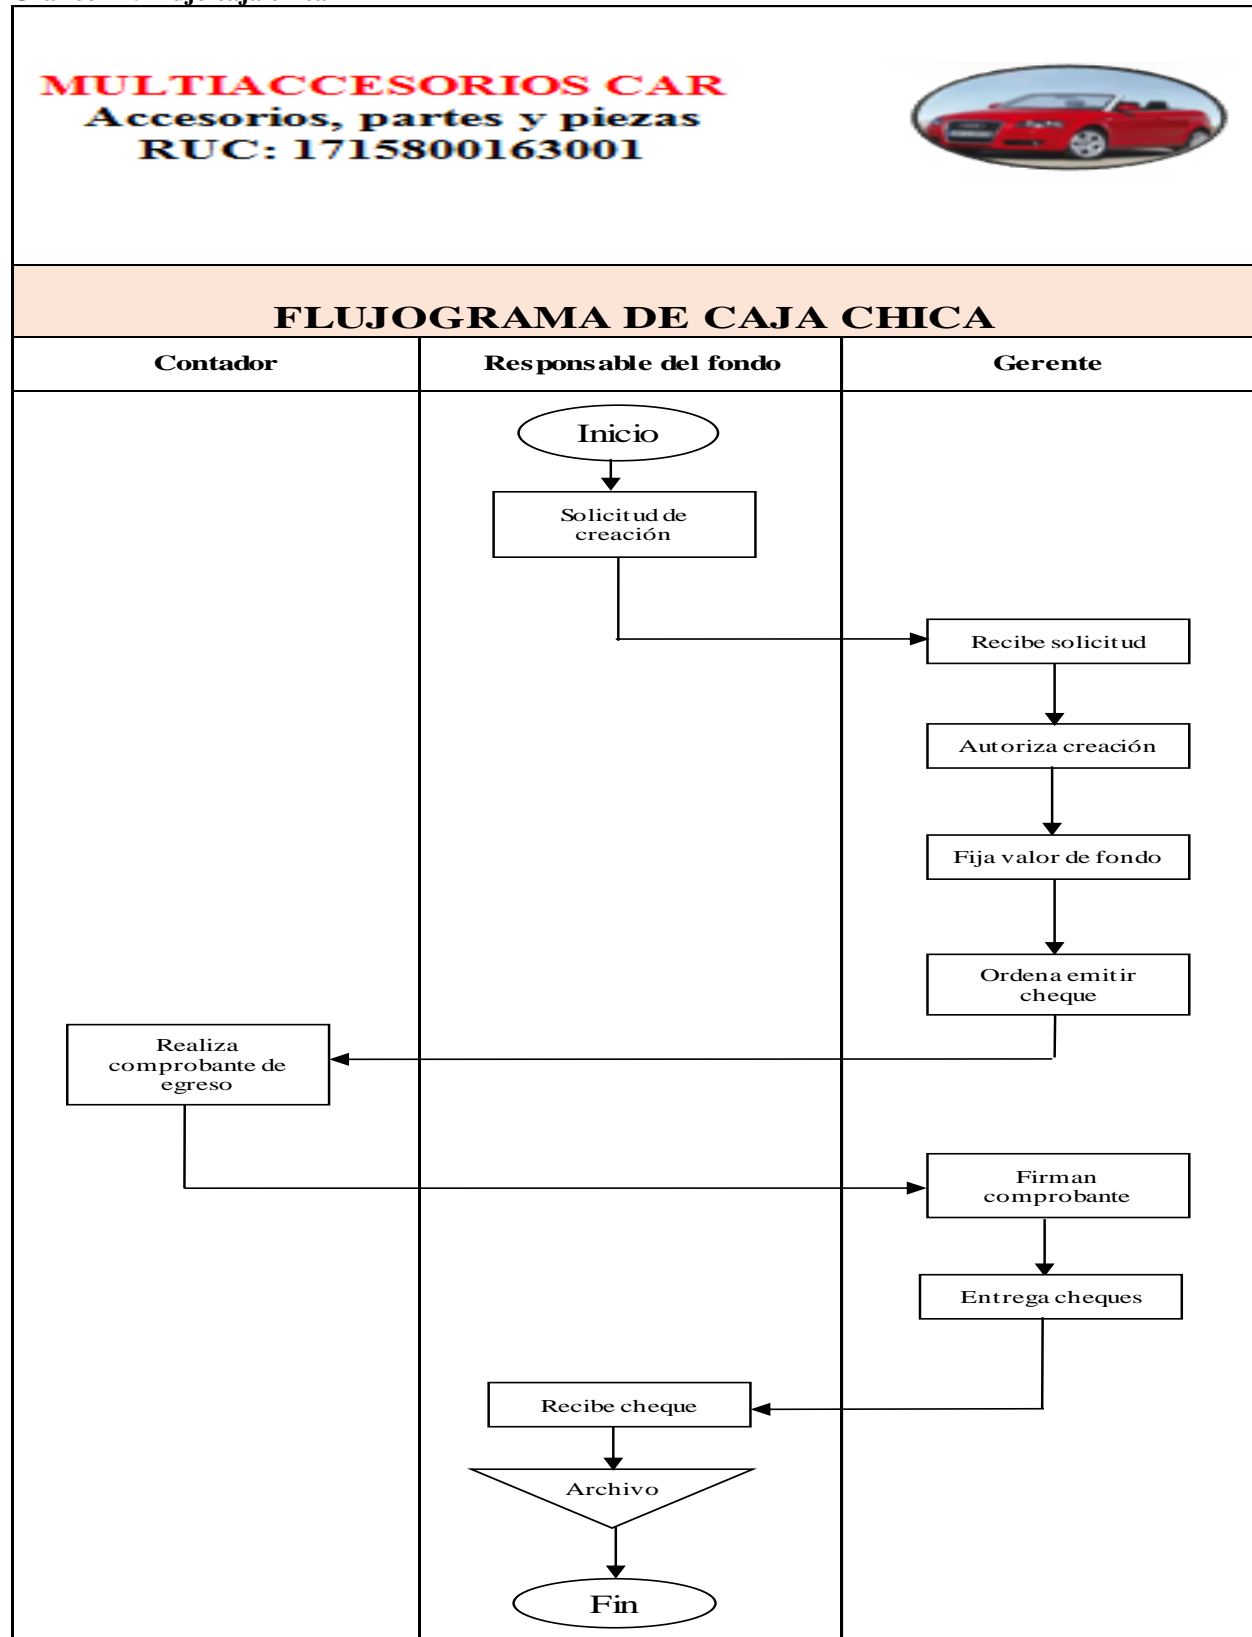 MULTIACCESORIOS CAR
Accesorios, partes y piezas
RUC: 1715800163001
FLUJOGRAMA DE CAJA CHICA
Contador
Responsable del fondo
Gerente
Inicio
Solicitud de
creación
Recibe solicitud
Autoriza creación
Fija valor de fondo
Ordena emitir
cheque
Realiza
comprobante de
egreso
Firman
comprobante
Entrega cheques
Recibe cheque
Archivo
Fin